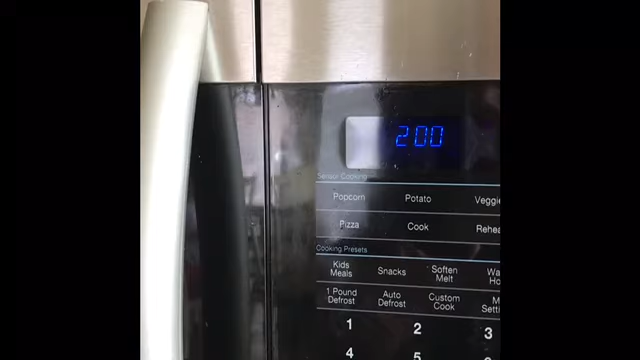 200
Sensor Cooking
Popcorn Potato
Pizza Cook
Cooking Presets
Kids Meals Snacks Soften Melt
1 Pound Defrost Auto Defrost Custom Cook
1 2 3
4 5